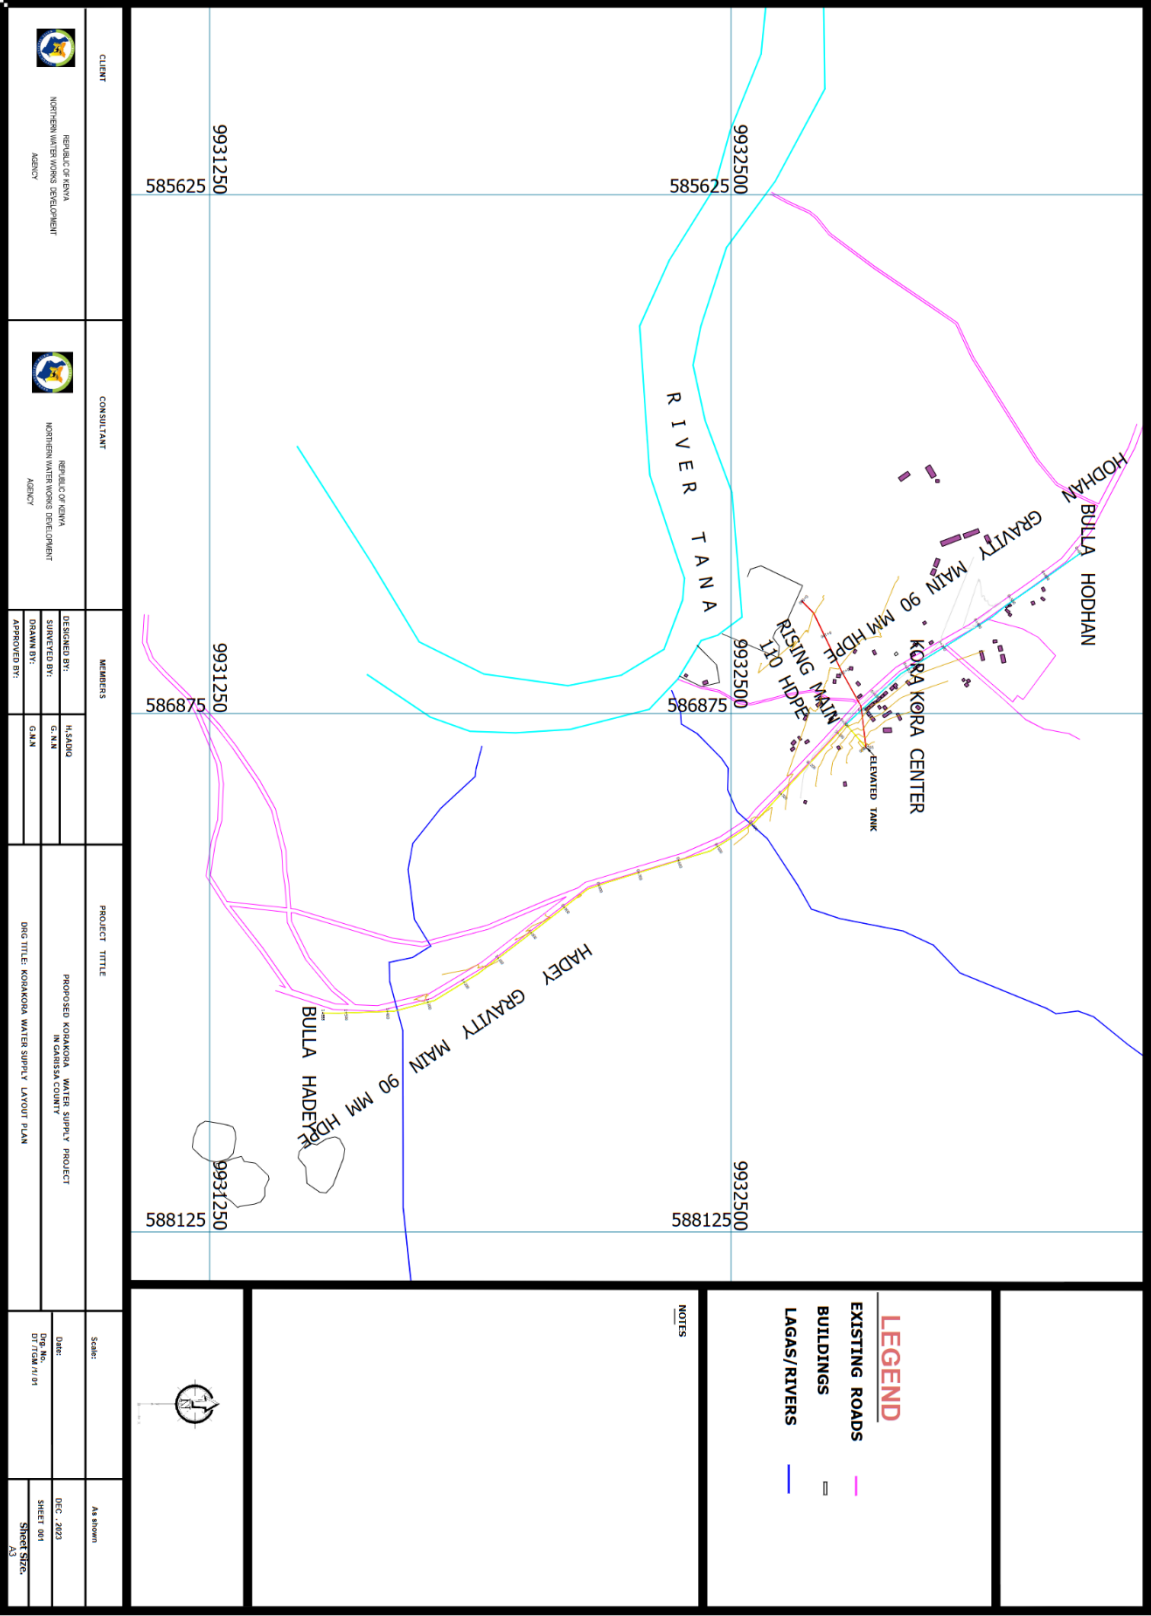 585625
9931250
585625
9932500
586875
9931250
586875
9932500
588125
9931250
588125
9932500
RIVER TANA
HODHAN GRAVITY MAIN 90 MM HDPE
BULLA HODHAN
RISING MAIN
110 HDPE
KORA KORA CENTER
ELEVATED TANK
HADEY GRAVITY MAIN 90 MM HDPE
BULLA HADEY
LEGEND
EXISTING ROADS
BUILDINGS
LAGAS/RIVERS
NOTES
N
CLIENT
REPUBLIC OF KENYA
NORTHERN WATER WORKS DEVELOPMENT
AGENCY
CONSULTANT
REPUBLIC OF KENYA
NORTHERN WATER WORKS DEVELOPMENT
AGENCY
MEMBERS
DESIGNED BY: H.SADIQ
SURVEYED BY: G.N.N
DRAWN BY: G.N.N
APPROVED BY:
PROJECT TITTLE
PROPOSED KORAKORA WATER SUPPLY PROJECT
IN GARISSA COUNTY
DRG TITLE: KORAKORA WATER SUPPLY LAYOUT PLAN
Scale: As shown
Date: DEC . 2023
Drg. No. SHEET 001
DT /TGM /1/ 01
Sheet Size.
A3